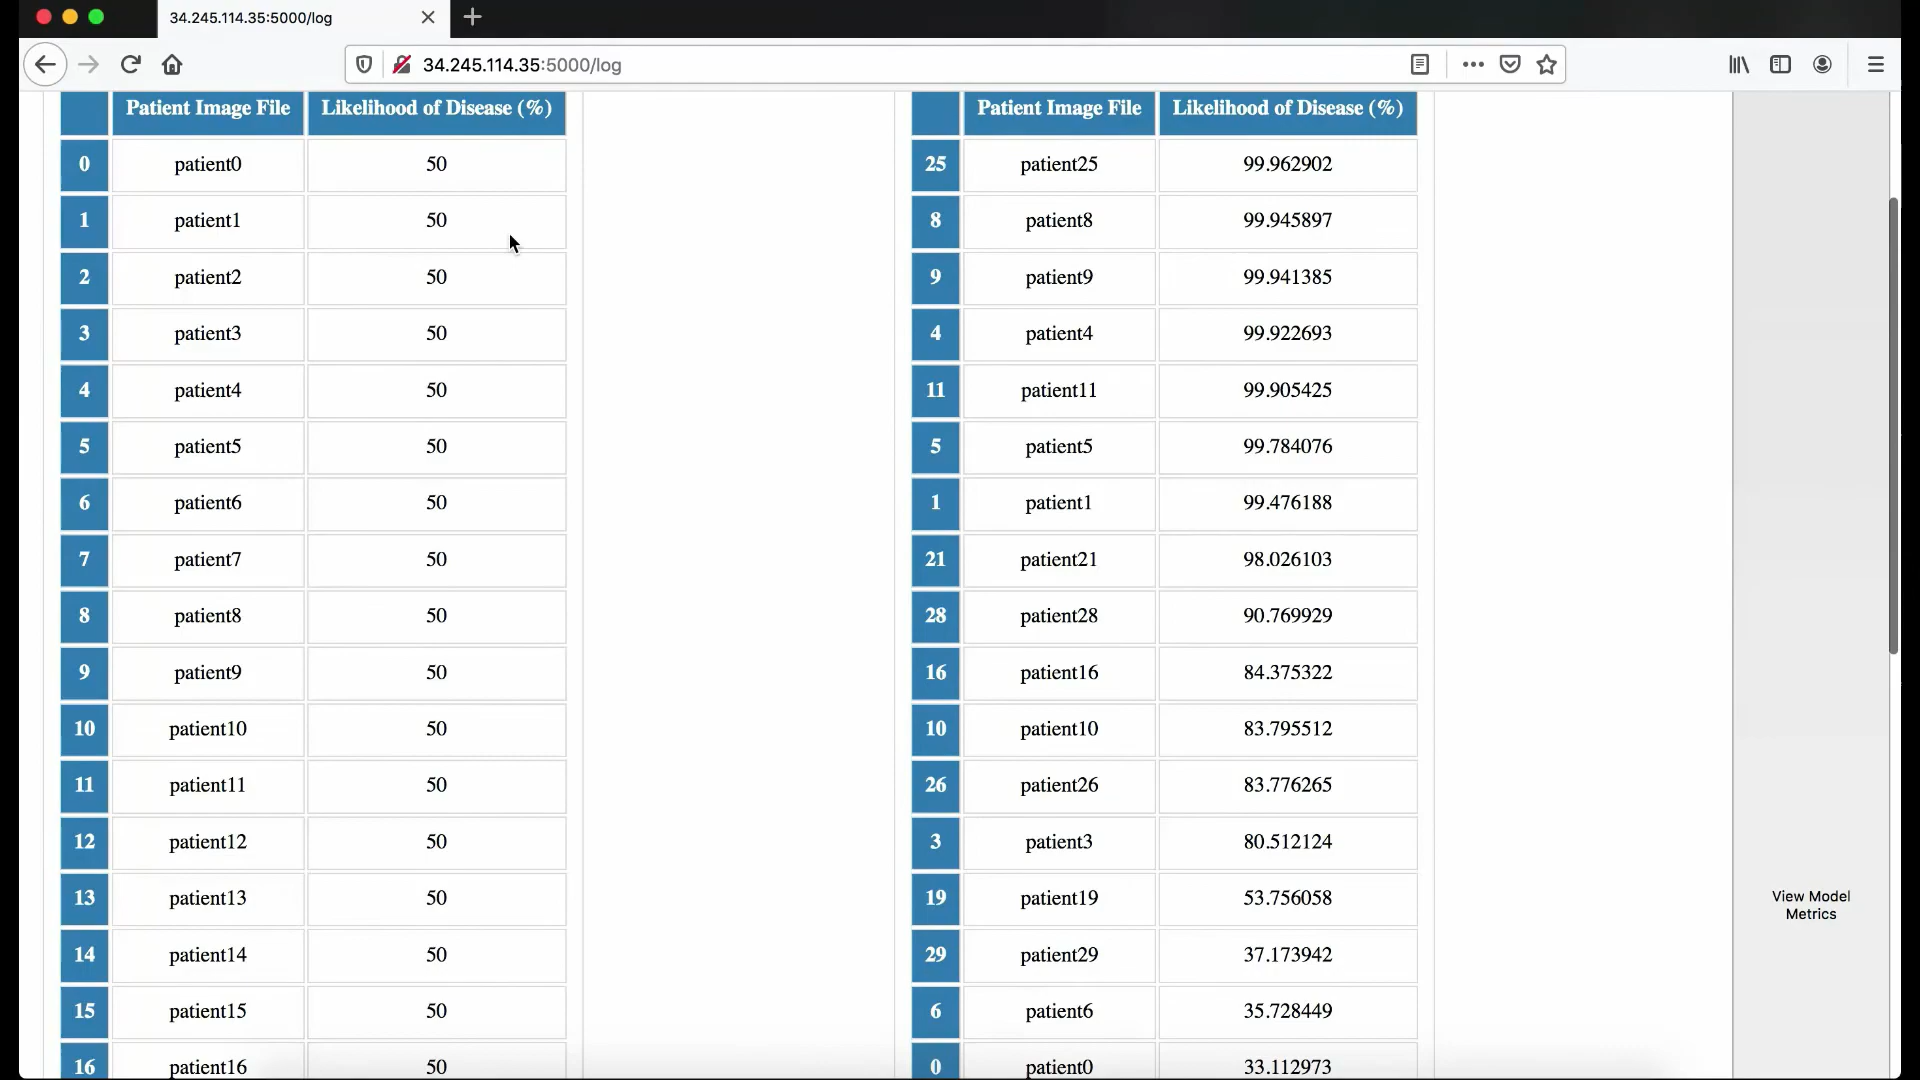 34.245.114.35:5000/log
34.245.114.35:5000/log
Patient Image File Likelihood of Disease (%)
0 patient0 50
1 patient1 50
2 patient2 50
3 patient3 50
4 patient4 50
5 patient5 50
6 patient6 50
7 patient7 50
8 patient8 50
9 patient9 50
10 patient10 50
11 patient11 50
12 patient12 50
13 patient13 50
14 patient14 50
15 patient15 50
16 patient16 50
Patient Image File Likelihood of Disease (%)
25 patient25 99.962902
8 patient8 99.945897
9 patient9 99.941385
4 patient4 99.922693
11 patient11 99.905425
5 patient5 99.784076
1 patient1 99.476188
21 patient21 98.026103
28 patient28 90.769929
16 patient16 84.375322
10 patient10 83.795512
26 patient26 83.776265
3 patient3 80.512124
19 patient19 53.756058
29 patient29 37.173942
6 patient6 35.728449
0 patient0 33.112973
View Model
Metrics